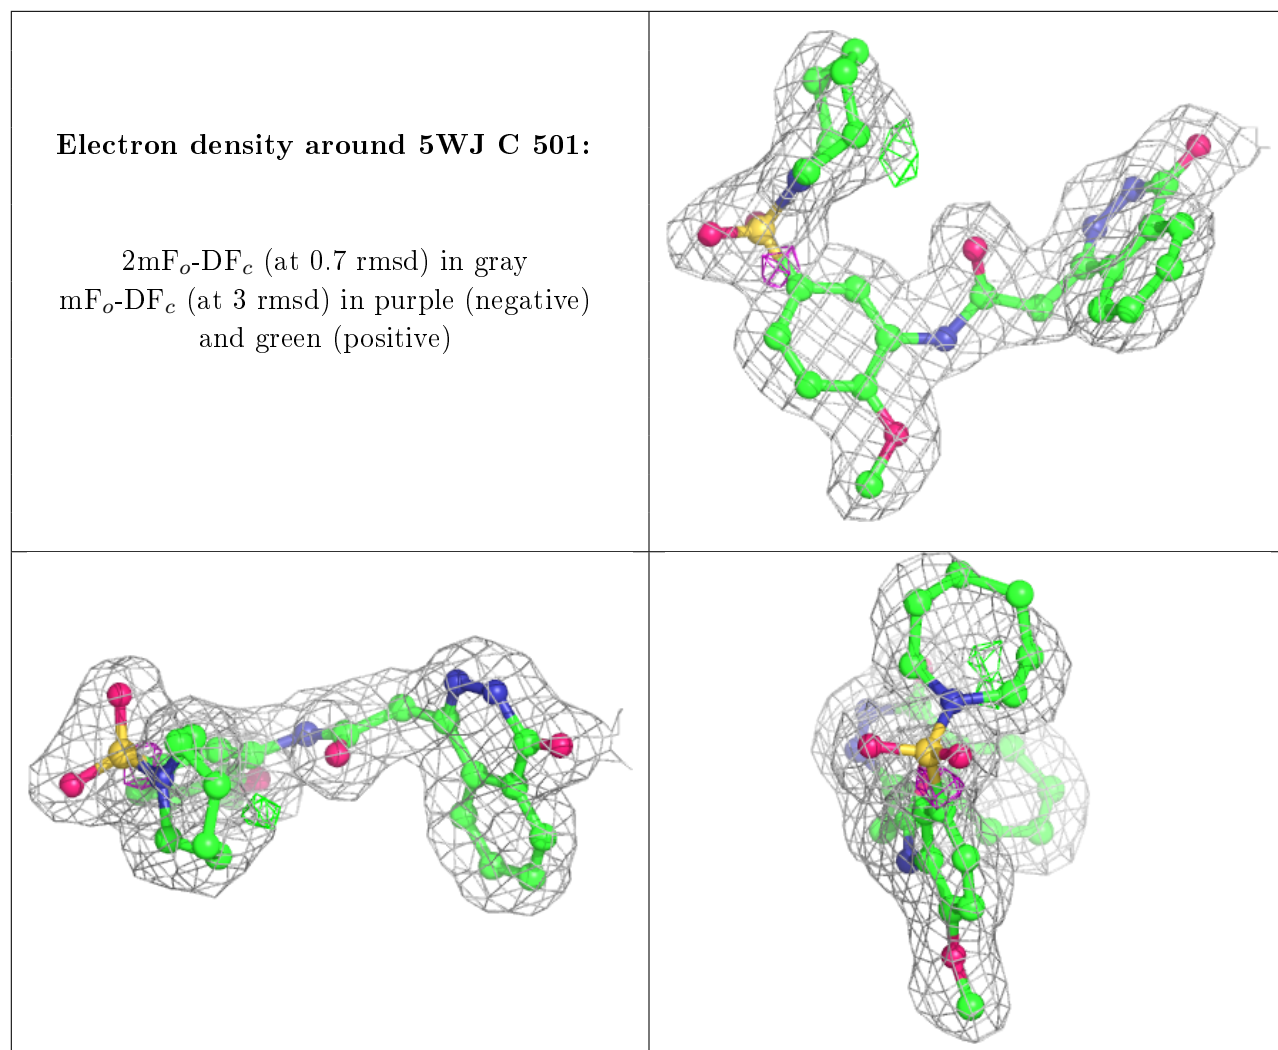 Electron density around 5WJ C 501:
2mFo-DFc (at 0.7 rmsd) in gray
mFo-DFc (at 3 rmsd) in purple (negative)
and green (positive)